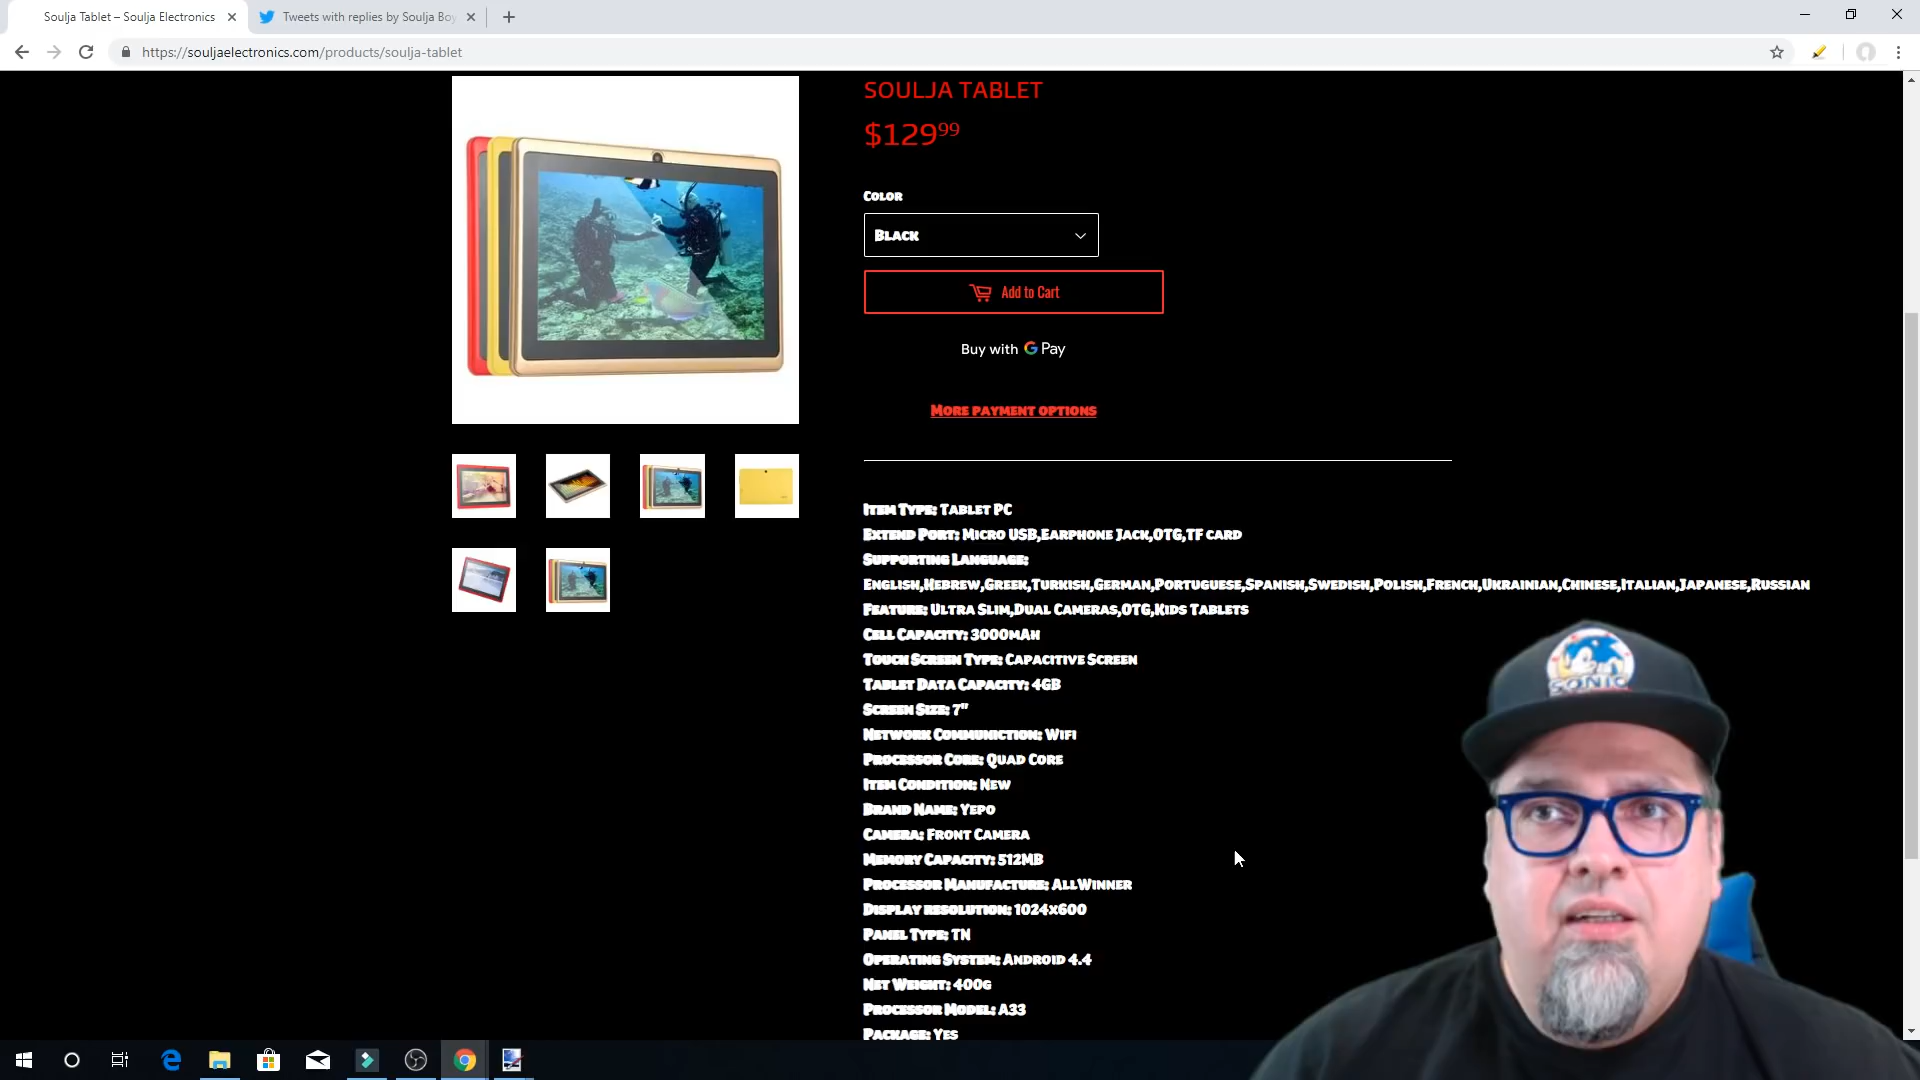 Soulja Tablet – Soulja Electronics
Tweets with replies by Soulja Boy
https://souljaelectronics.com/products/soulja-tablet
SOULJA TABLET
$129.99
COLOR
BLACK
Add to Cart
Buy with G Pay
MORE PAYMENT OPTIONS
ITEM TYPE: TABLET PC
EXTEND PORT: MICRO USB,EARPHONE JACK,OTG,TF CARD
SUPPORTING LANGUAGE:
ENGLISH,HEBREW,GREEK,TURKISH,GERMAN,PORTUGUESE,SPANISH,SWEDISH,POLISH,FRENCH,UKRAINIAN,CHINESE,ITALIAN,JAPANESE,RUSSIAN
FEATURE: ULTRA SLIM,DUAL CAMERAS,OTG,KIDS TABLETS
CELL CAPACITY: 3000MAH
TOUCH SCREEN TYPE: CAPACITIVE SCREEN
TABLET DATA CAPACITY: 4GB
SCREEN SIZE: 7"
NETWORK COMMUNICTION: WIFI
PROCESSOR CORE: QUAD CORE
ITEM CONDITION: NEW
BRAND NAME: YEPO
CAMERA: FRONT CAMERA
MEMORY CAPACITY: 512MB
PROCESSOR MANUFACTURE: ALLWINNER
DISPLAY RESOLUTION: 1024X600
PANEL TYPE: TN
OPERATING SYSTEM: ANDROID 4.4
NET WEIGHT: 400G
PROCESSOR MODEL: A33
PACKAGE: YES
SONIC